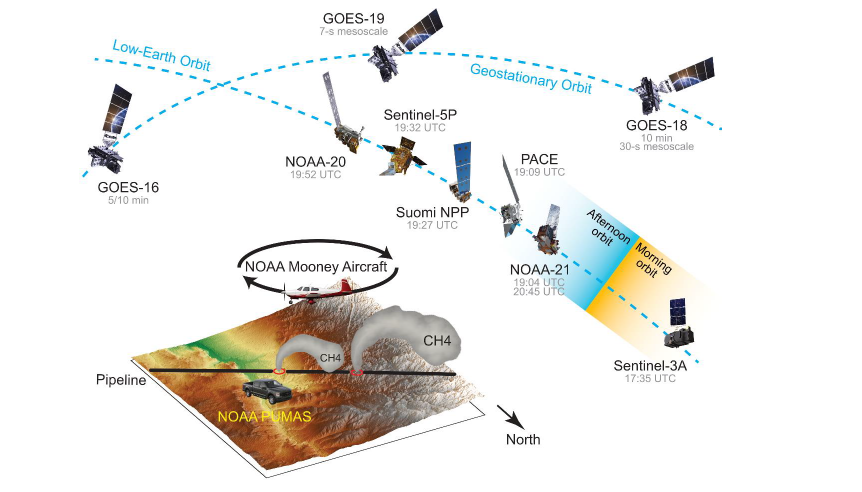 GOES-19
7-s mesoscale
Low-Earth Orbit
Geostationary Orbit
GOES-18
10 min
30-s mesoscale
GOES-16
5/10 min
NOAA-20
19:52 UTC
Sentinel-5P
19:32 UTC
Suomi NPP
19:27 UTC
PACE
19:09 UTC
NOAA-21
19:04 UTC
20:45 UTC
Afternoon
orbit
Morning
orbit
Sentinel-3A
17:35 UTC
NOAA Mooney Aircraft
CH4
CH4
Pipeline
NOAA PUMAS
North